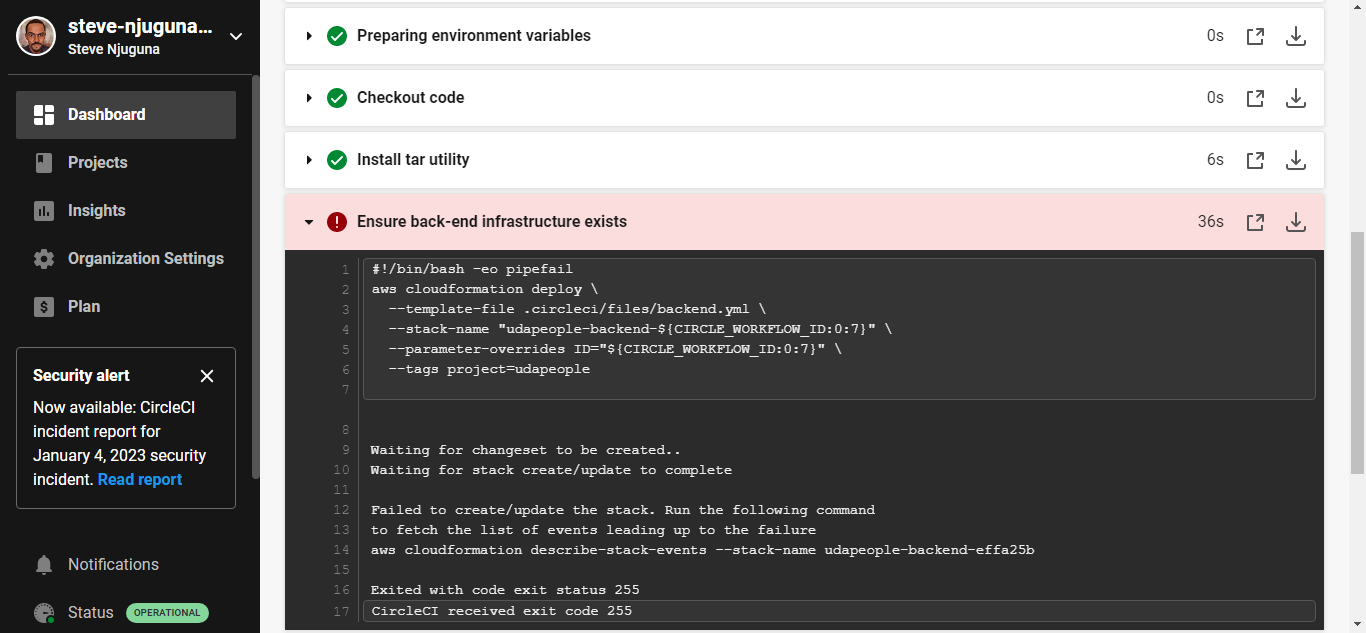 steve-njuguna...
Steve Njuguna
Dashboard
Projects
Insights
Organization Settings
Plan
Security alert
Now available: CircleCI
incident report for
January 4, 2023 security
incident. Read report
Notifications
Status OPERATIONAL
Preparing environment variables 0s
Checkout code 0s
Install tar utility 6s
Ensure back-end infrastructure exists 36s
1 #!/bin/bash -eo pipefail
2 aws cloudformation deploy \
3 --template-file .circleci/files/backend.yml \
4 --stack-name "udapeople-backend-${CIRCLE_WORKFLOW_ID:0:7}" \
5 --parameter-overrides ID="${CIRCLE_WORKFLOW_ID:0:7}" \
6 --tags project=udapeople
7
8
9 Waiting for changeset to be created..
10 Waiting for stack create/update to complete
11
12 Failed to create/update the stack. Run the following command
13 to fetch the list of events leading up to the failure
14 aws cloudformation describe-stack-events --stack-name udapeople-backend-effa25b
15
16 Exited with code exit status 255
17 CircleCI received exit code 255